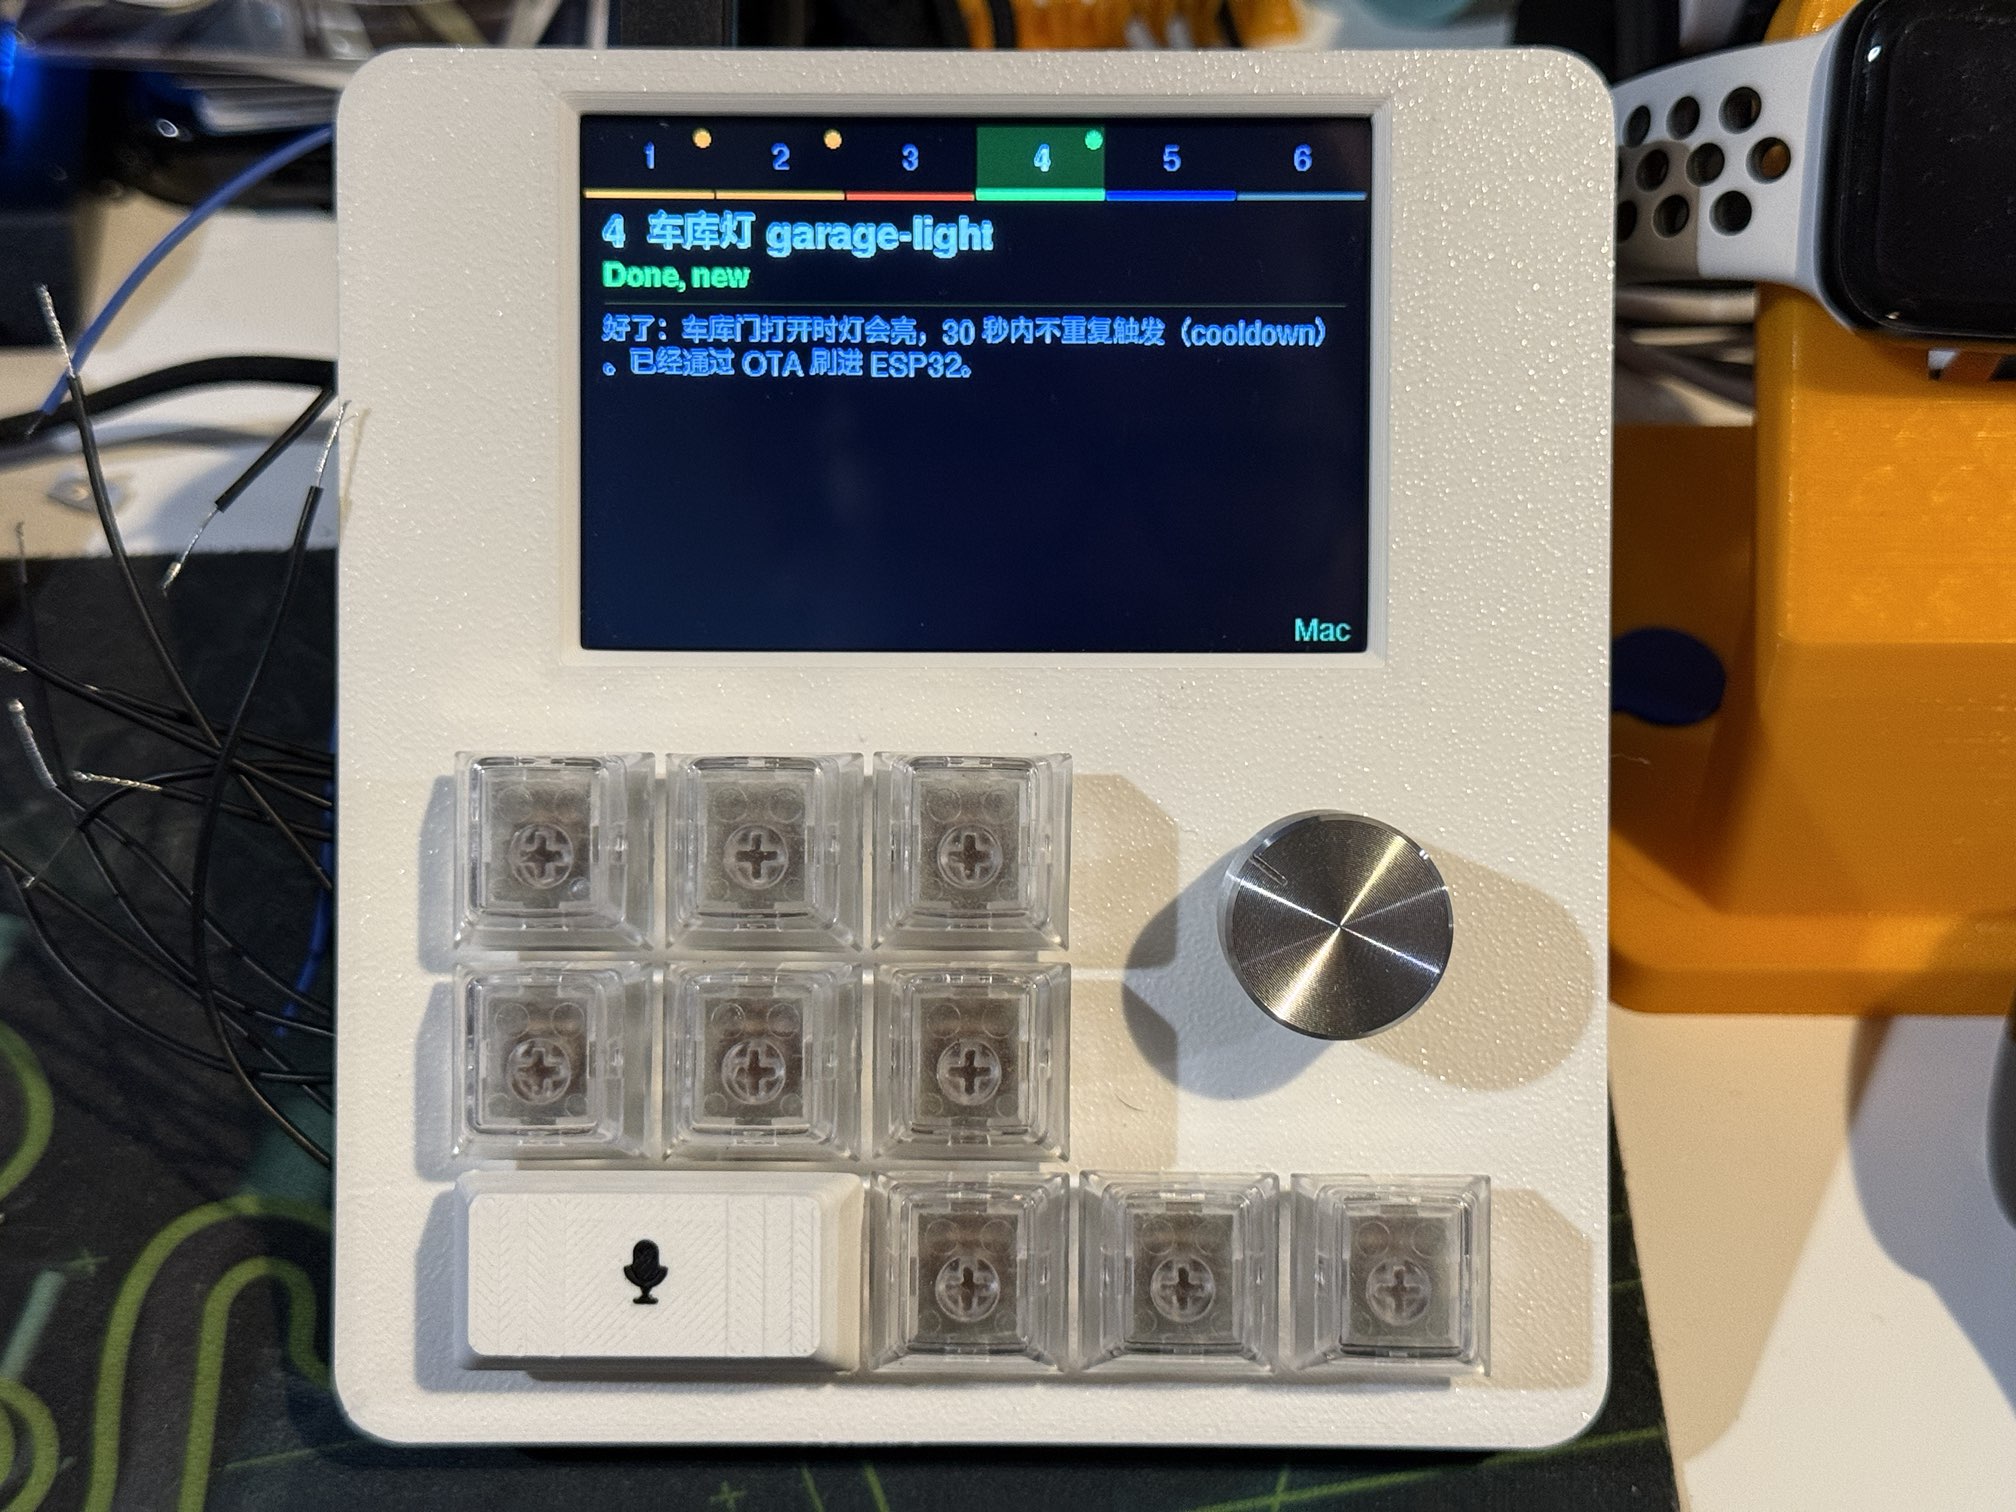 1 2 3 4 5 6
4 车库灯 garage-light
Done, new
好了：车库门打开时灯会亮，30 秒内不重复触发（cooldown）
。已经通过 OTA 刷进 ESP32。
Mac